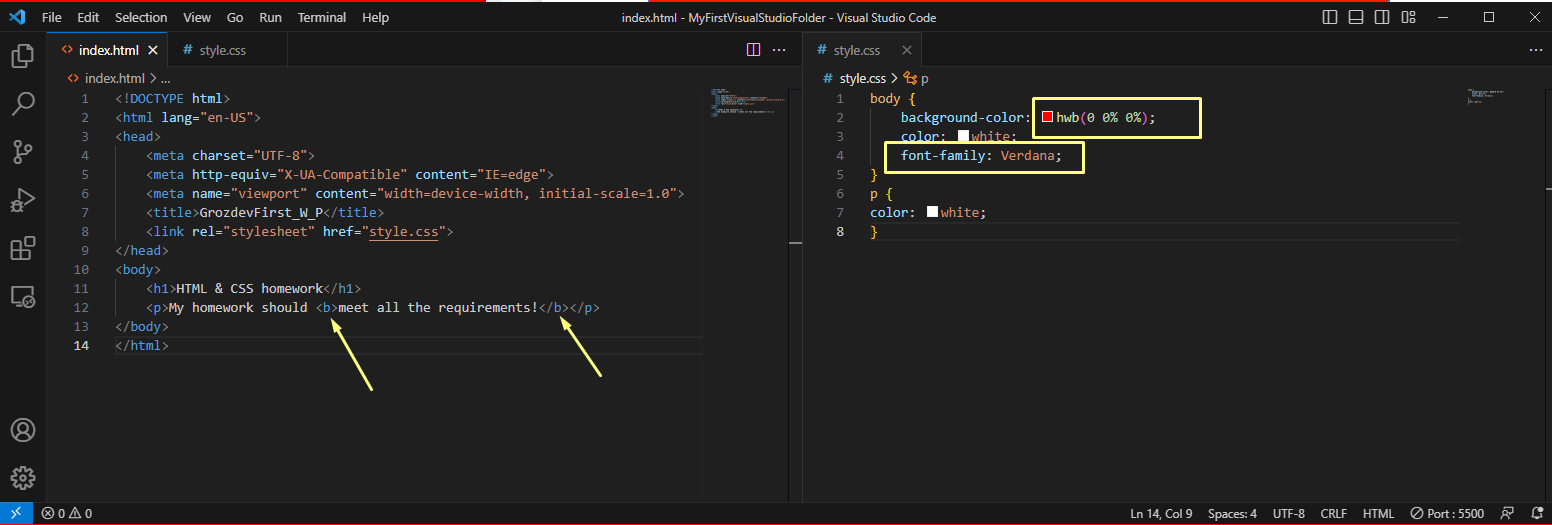 File Edit Selection View Go Run Terminal Help
index.html - MyFirstVisualStudioFolder - Visual Studio Code
index.html
# style.css
index.html > ...
1 <!DOCTYPE html>
2 <html lang="en-US">
3 <head>
4 <meta charset="UTF-8">
5 <meta http-equiv="X-UA-Compatible" content="IE=edge">
6 <meta name="viewport" content="width=device-width, initial-scale=1.0">
7 <title>GrozdevFirst_W_P</title>
8 <link rel="stylesheet" href="style.css">
9 </head>
10 <body>
11 <h1>HTML & CSS homework</h1>
12 <p>My homework should <b>meet all the requirements!</b></p>
13 </body>
14 </html>
# style.css
# style.css > p
1 body {
2 background-color: hwb(0 0% 0%);
3 color: white;
4 font-family: Verdana;
5 }
6 p {
7 color: white;
8 }
0 0
Ln 14, Col 9 Spaces: 4 UTF-8 CRLF HTML Port : 5500